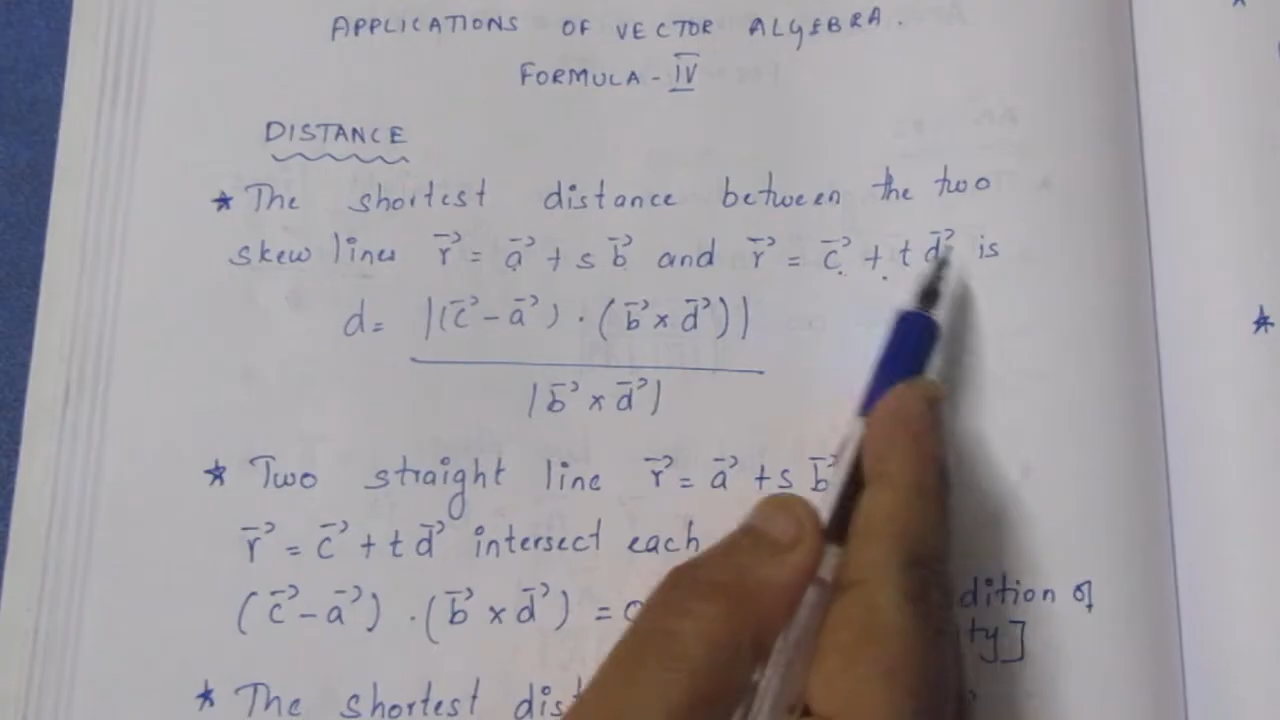 APPLICATIONS OF VECTOR ALGEBRA.
FORMULA - IV
DISTANCE
★ The shortest distance between the two
skew lines r⃗ = a⃗ + s b⃗ and r⃗ = c⃗ + t d⃗ is
d = |(c⃗ - a⃗) · (b⃗ × d⃗)|
|b⃗ × d⃗|
★ Two straight line r⃗ = a⃗ + s b⃗
r⃗ = c⃗ + t d⃗ intersect each
(c⃗ - a⃗) · (b⃗ × d⃗) = 0 dition of
ty]
★ The shortest dist